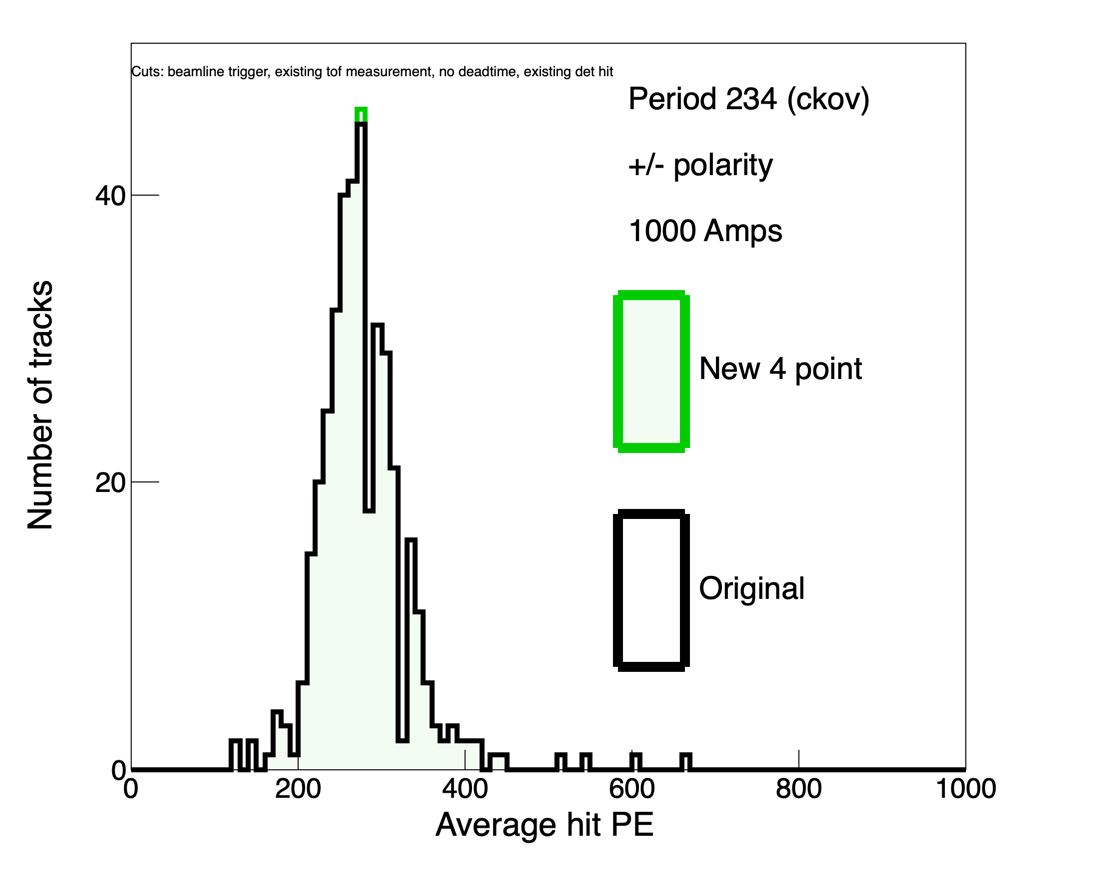 Cuts: beamline trigger, existing tof measurement, no deadtime, existing det hit
Period 234 (ckov)
+/- polarity
1000 Amps
New 4 point
Original
Number of tracks
40
20
0
0 200 400 600 800 1000
Average hit PE